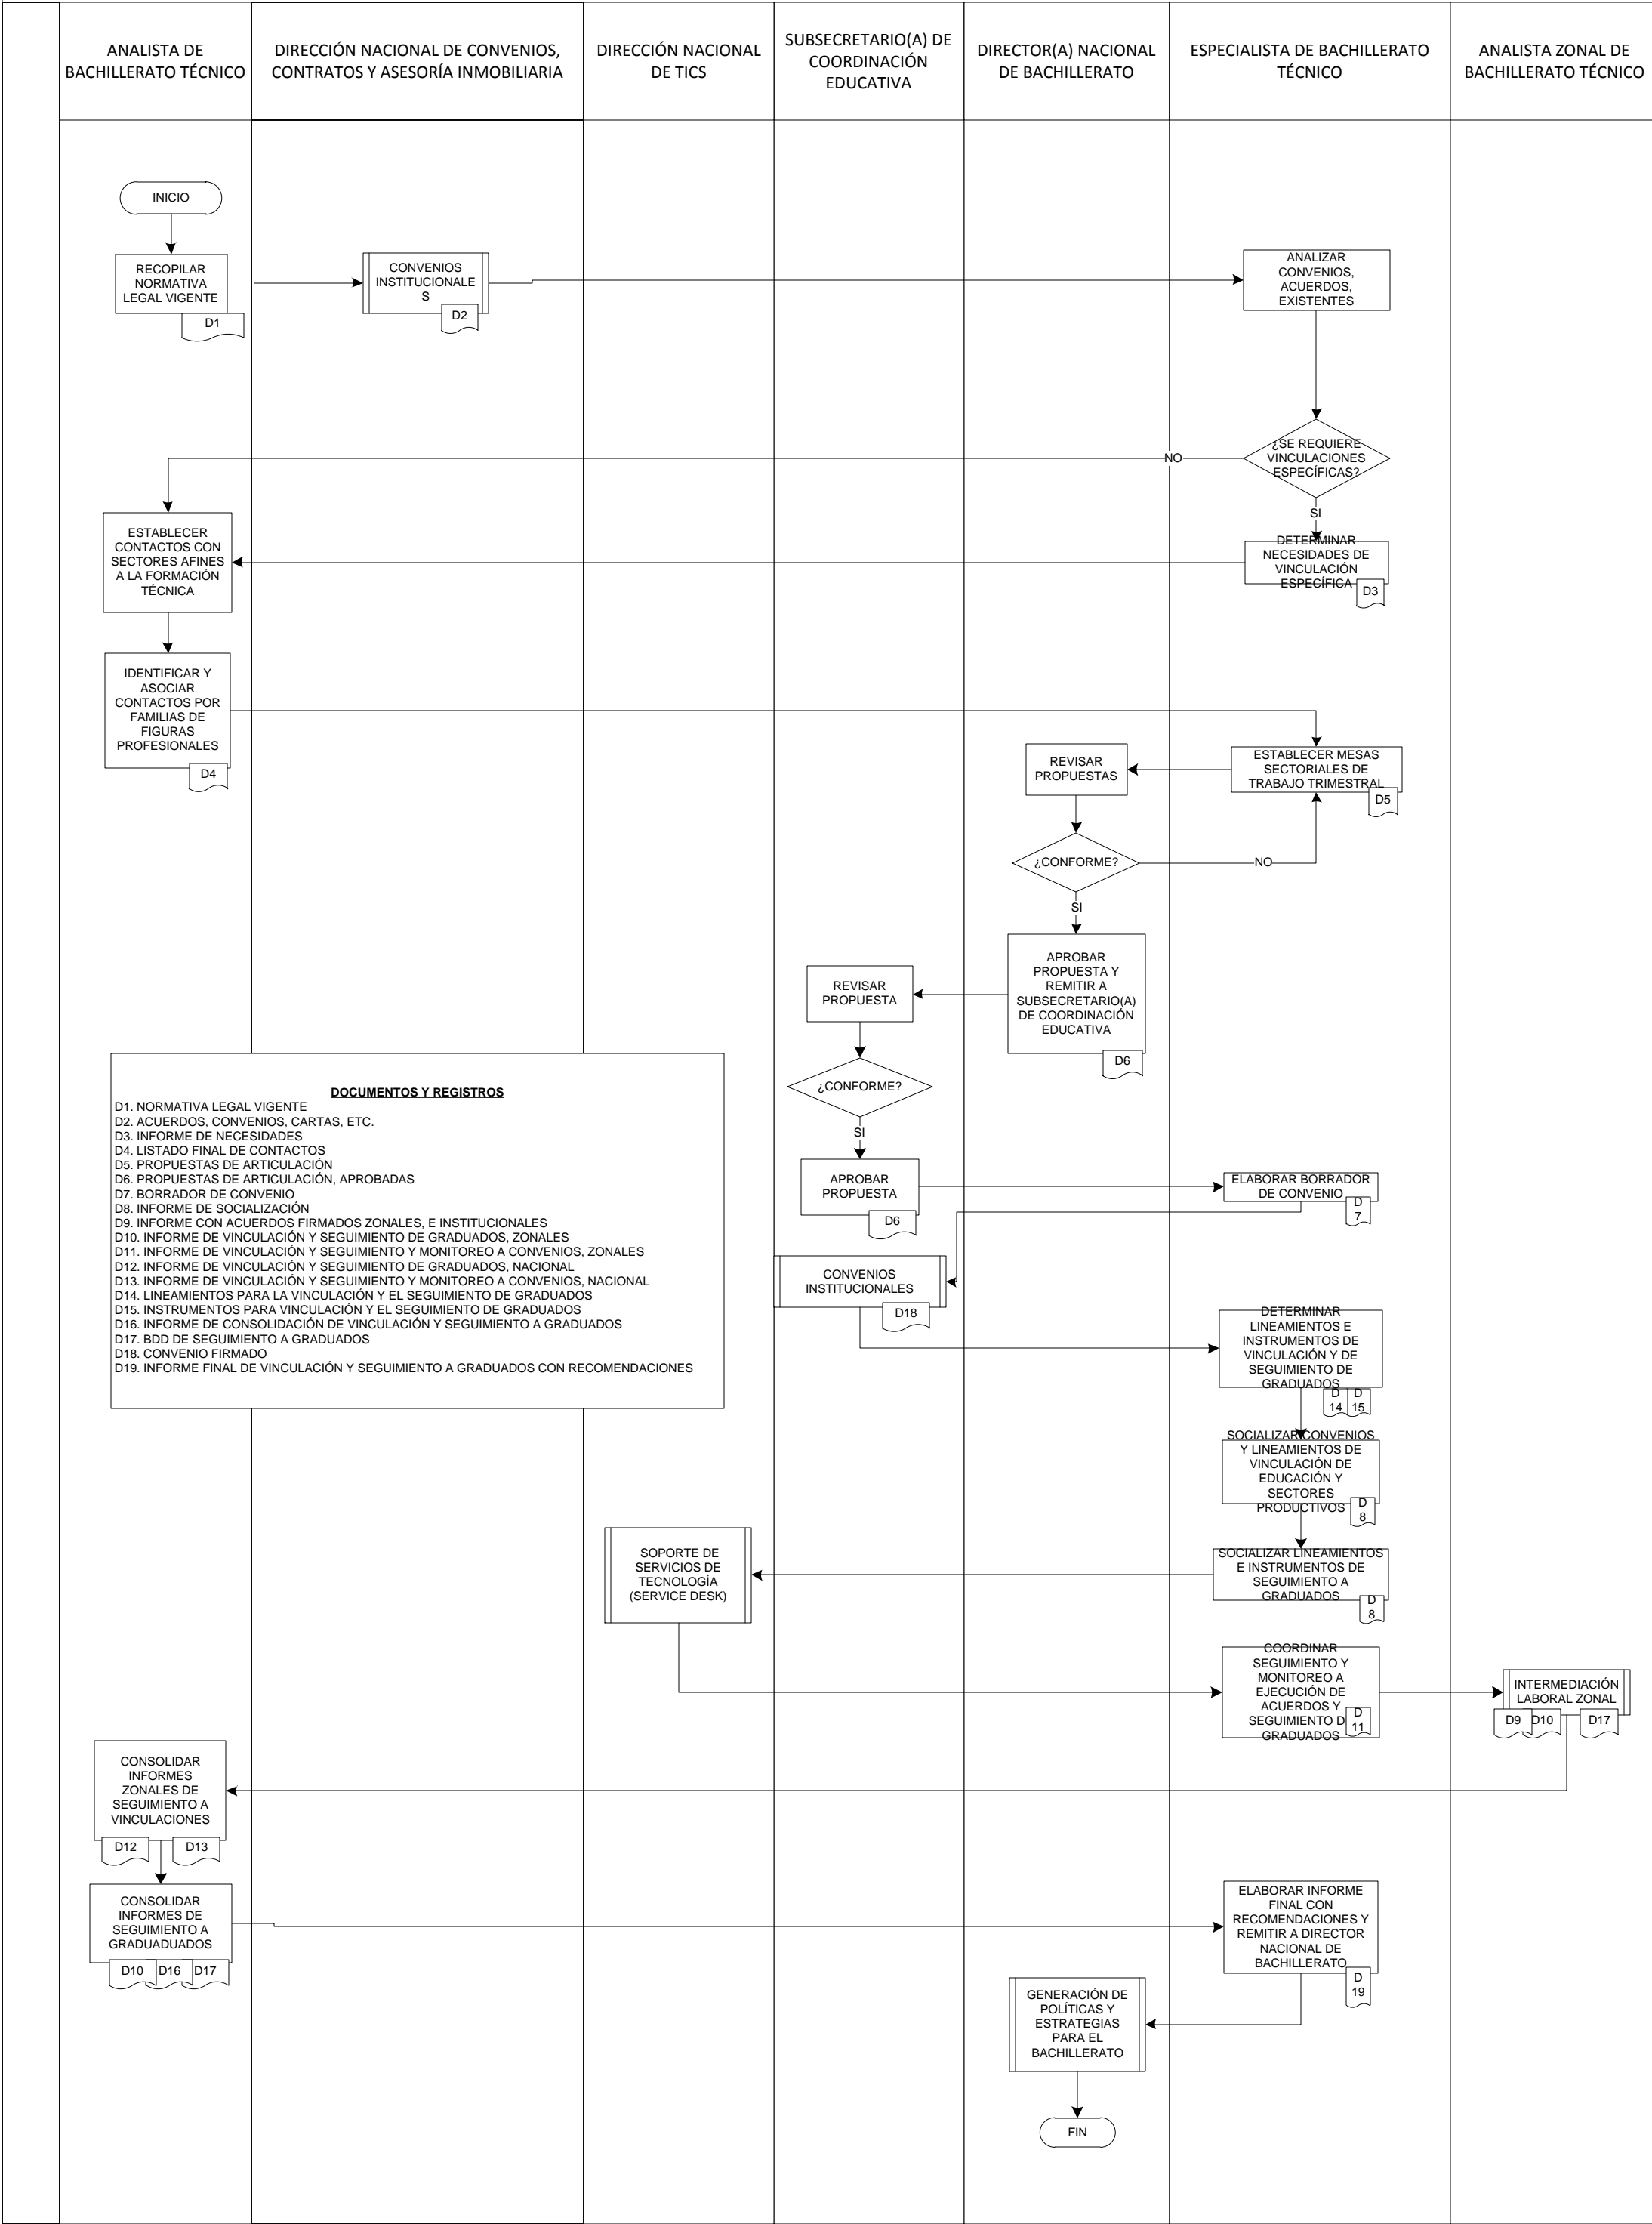 ANALISTA DE
BACHILLERATO TÉCNICO
DIRECCIÓN NACIONAL DE CONVENIOS,
CONTRATOS Y ASESORÍA INMOBILIARIA
DIRECCIÓN NACIONAL
DE TICS
SUBSECRETARIO(A) DE
COORDINACIÓN
EDUCATIVA
DIRECTOR(A) NACIONAL
DE BACHILLERATO
ESPECIALISTA DE BACHILLERATO
TÉCNICO
ANALISTA ZONAL DE
BACHILLERATO TÉCNICO
INICIO
RECOPILAR
NORMATIVA
LEGAL VIGENTE
D1
CONVENIOS
INSTITUCIONALE
S
D2
ANALIZAR
CONVENIOS,
ACUERDOS,
EXISTENTES
¿SE REQUIERE
VINCULACIONES
ESPECÍFICAS?
NO
SI
DETERMINAR
NECESIDADES DE
VINCULACIÓN
ESPECÍFICA
D3
ESTABLECER
CONTACTOS CON
SECTORES AFINES
A LA FORMACIÓN
TÉCNICA
IDENTIFICAR Y
ASOCIAR
CONTACTOS POR
FAMILIAS DE
FIGURAS
PROFESIONALES
D4
ESTABLECER MESAS
SECTORIALES DE
TRABAJO TRIMESTRAL
D5
REVISAR
PROPUESTAS
¿CONFORME?
NO
SI
APROBAR
PROPUESTA Y
REMITIR A
SUBSECRETARIO(A)
DE COORDINACIÓN
EDUCATIVA
D6
REVISAR
PROPUESTA
¿CONFORME?
SI
APROBAR
PROPUESTA
D6
ELABORAR BORRADOR
DE CONVENIO
D
7
CONVENIOS
INSTITUCIONALES
D18
DOCUMENTOS Y REGISTROS
D1. NORMATIVA LEGAL VIGENTE
D2. ACUERDOS, CONVENIOS, CARTAS, ETC.
D3. INFORME DE NECESIDADES
D4. LISTADO FINAL DE CONTACTOS
D5. PROPUESTAS DE ARTICULACIÓN
D6. PROPUESTAS DE ARTICULACIÓN, APROBADAS
D7. BORRADOR DE CONVENIO
D8. INFORME DE SOCIALIZACIÓN
D9. INFORME CON ACUERDOS FIRMADOS ZONALES, E INSTITUCIONALES
D10. INFORME DE VINCULACIÓN Y SEGUIMIENTO DE GRADUADOS, ZONALES
D11. INFORME DE VINCULACIÓN Y SEGUIMIENTO Y MONITOREO A CONVENIOS, ZONALES
D12. INFORME DE VINCULACIÓN Y SEGUIMIENTO DE GRADUADOS, NACIONAL
D13. INFORME DE VINCULACIÓN Y SEGUIMIENTO Y MONITOREO A CONVENIOS, NACIONAL
D14. LINEAMIENTOS PARA LA VINCULACIÓN Y EL SEGUIMIENTO DE GRADUADOS
D15. INSTRUMENTOS PARA VINCULACIÓN Y EL SEGUIMIENTO DE GRADUADOS
D16. INFORME DE CONSOLIDACIÓN DE VINCULACIÓN Y SEGUIMIENTO A GRADUADOS
D17. BDD DE SEGUIMIENTO A GRADUADOS
D18. CONVENIO FIRMADO
D19. INFORME FINAL DE VINCULACIÓN Y SEGUIMIENTO A GRADUADOS CON RECOMENDACIONES
DETERMINAR
LINEAMIENTOS E
INSTRUMENTOS DE
VINCULACIÓN Y DE
SEGUIMIENTO DE
GRADUADOS
D
14
D
15
SOCIALIZAR CONVENIOS
Y LINEAMIENTOS DE
VINCULACIÓN DE
EDUCACIÓN Y
SECTORES
PRODUCTIVOS
D
8
SOCIALIZAR LINEAMIENTOS
E INSTRUMENTOS DE
SEGUIMIENTO A
GRADUADOS
D
8
SOPORTE DE
SERVICIOS DE
TECNOLOGÍA
(SERVICE DESK)
COORDINAR
SEGUIMIENTO Y
MONITOREO A
EJECUCIÓN DE
ACUERDOS Y
SEGUIMIENTO D
GRADUADOS
D
11
INTERMEDIACIÓN
LABORAL ZONAL
D9
D10
D17
CONSOLIDAR
INFORMES
ZONALES DE
SEGUIMIENTO A
VINCULACIONES
D12
D13
CONSOLIDAR
INFORMES DE
SEGUIMIENTO A
GRADUADUADOS
D10
D16
D17
ELABORAR INFORME
FINAL CON
RECOMENDACIONES Y
REMITIR A DIRECTOR
NACIONAL DE
BACHILLERATO
D
19
GENERACIÓN DE
POLÍTICAS Y
ESTRATEGIAS
PARA EL
BACHILLERATO
FIN